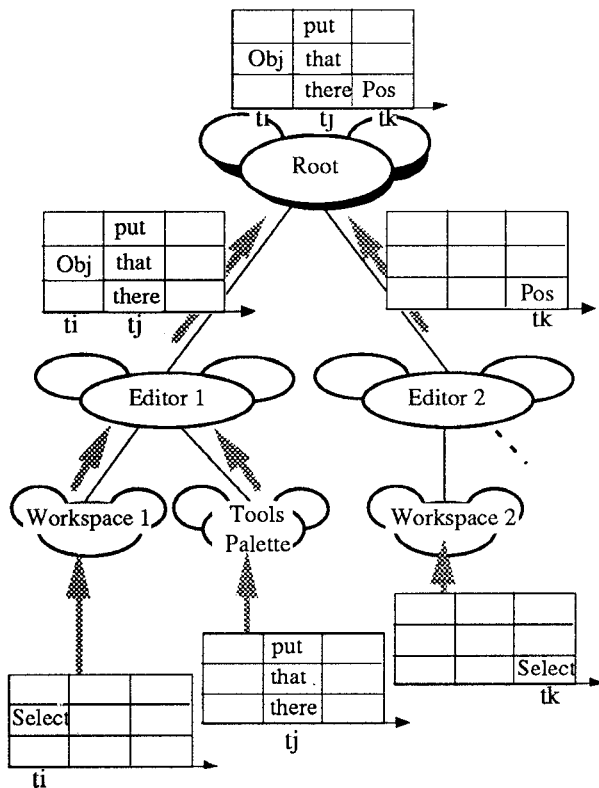 put
Obj that
there Pos
ti tj tk
Root
put
Obj that
there
ti tj
Pos
tk
Editor 1
Editor 2
Workspace 1
Tools
Palette
Workspace 2
put
that
there
tj
Select
tk
Select
ti